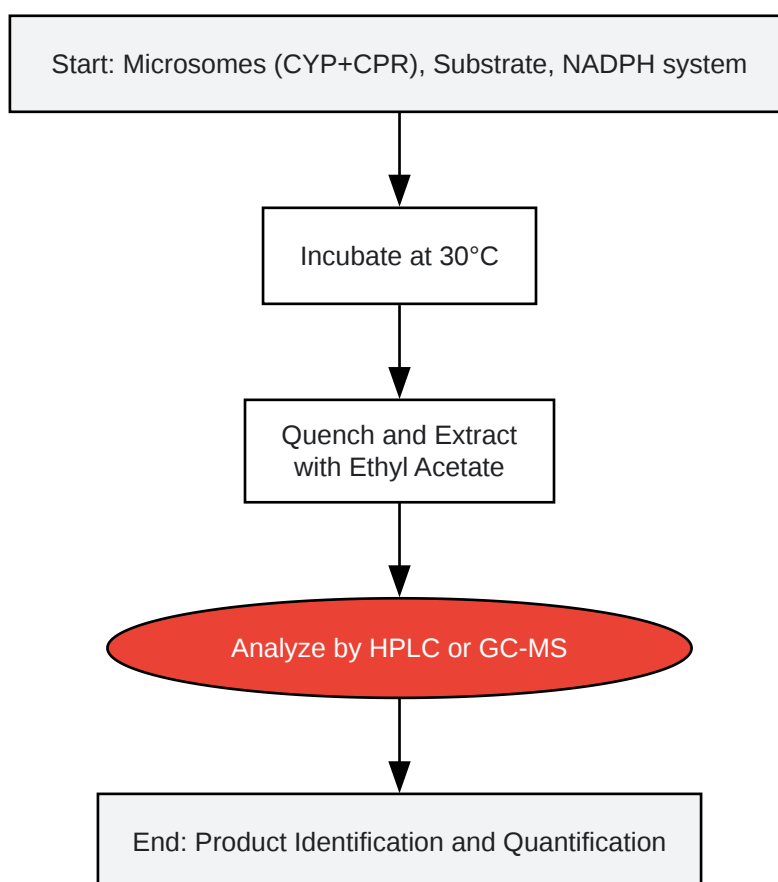 Start: Microsomes (CYP+CPR), Substrate, NADPH system
Incubate at 30°C
Quench and Extract
with Ethyl Acetate
Analyze by HPLC or GC-MS
End: Product Identification and Quantification